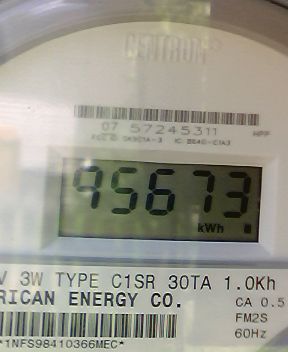 CENTRON®
07 57245311
HPF
95673
kWh
V 3W TYPE C1SR 30TA 1.0Kh
RICAN ENERGY CO.
CA 0.5
FM2S
60Hz
*1NFS98410366MEC*